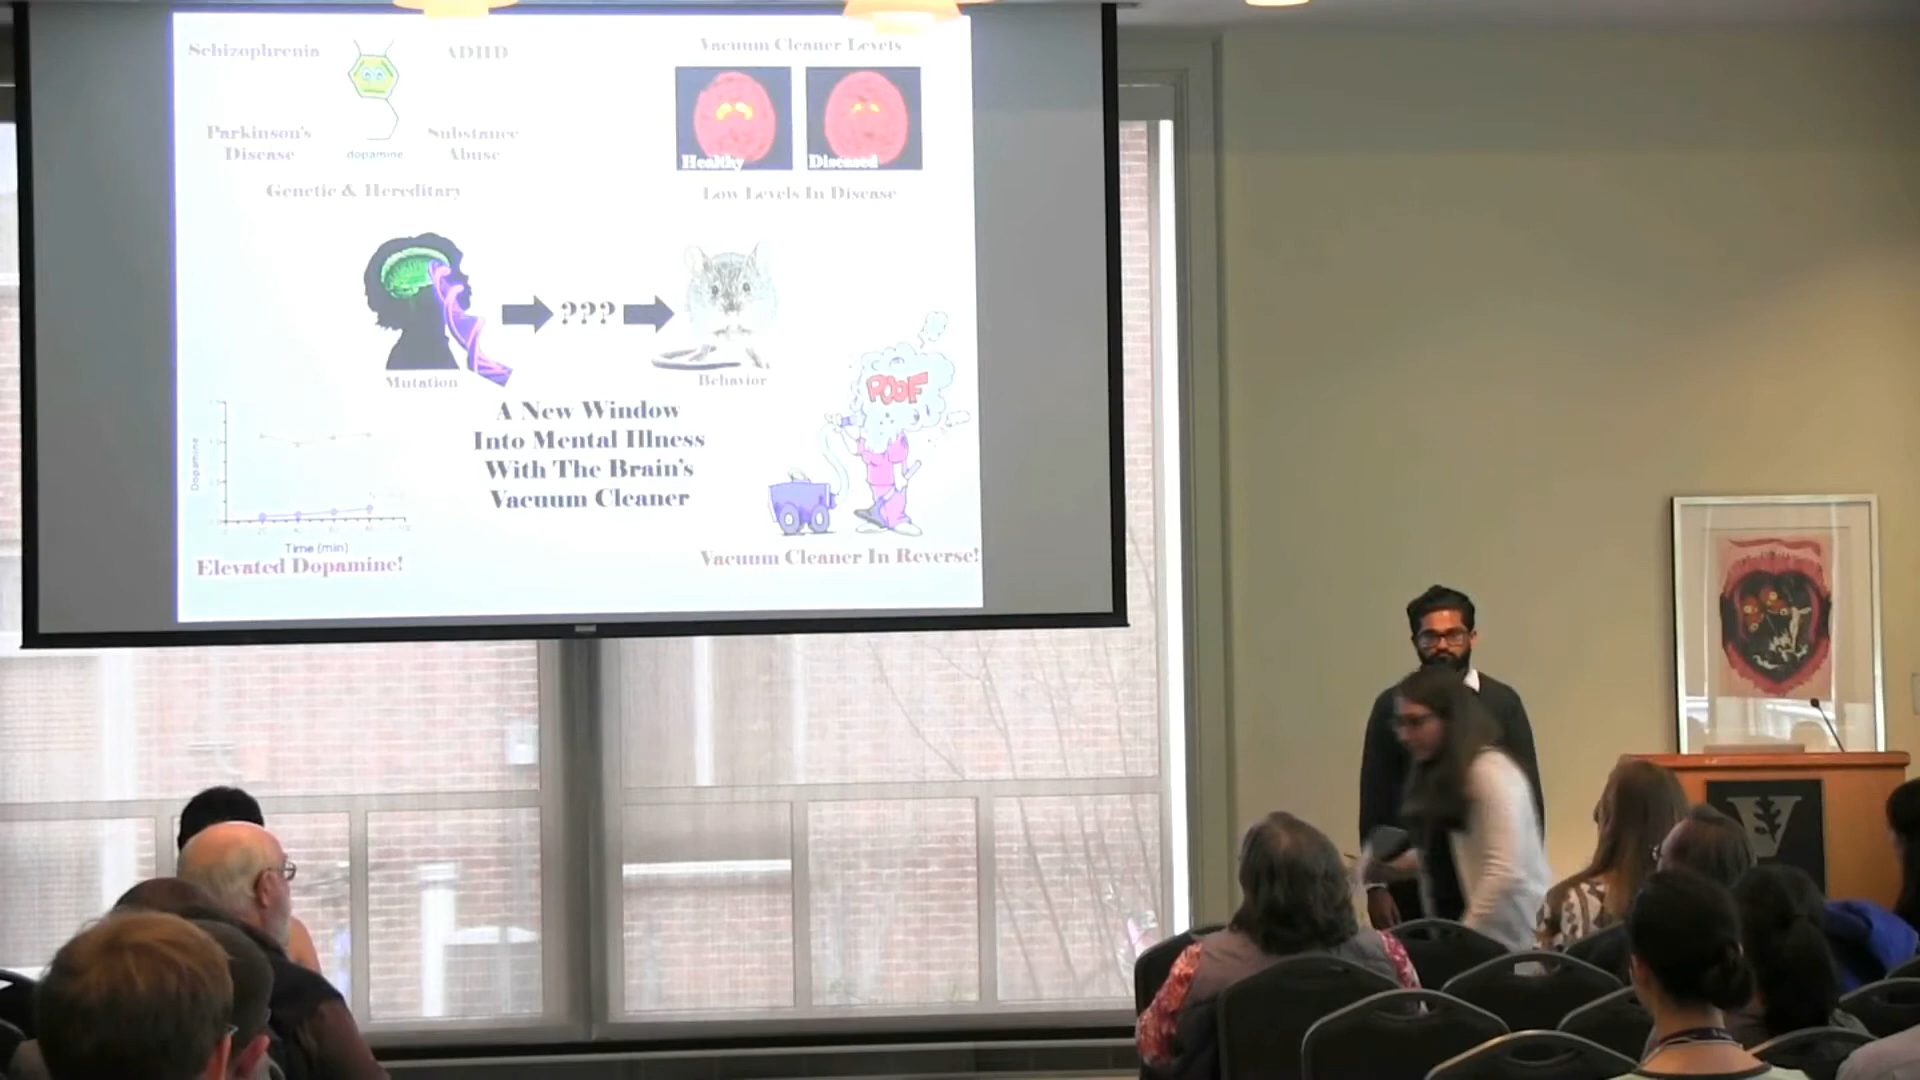 Schizophrenia
ADHD
Parkinson's
Disease
dopamine
Substance
Abuse
Genetic & Hereditary
Vacuum Cleaner Levels
Healthy
Diseased
Low Levels In Disease
???
Mutation
Behavior
A New Window
Into Mental Illness
With The Brain's
Vacuum Cleaner
Dopamine
Time (min)
Elevated Dopamine!
POOF
Vacuum Cleaner In Reverse!
V